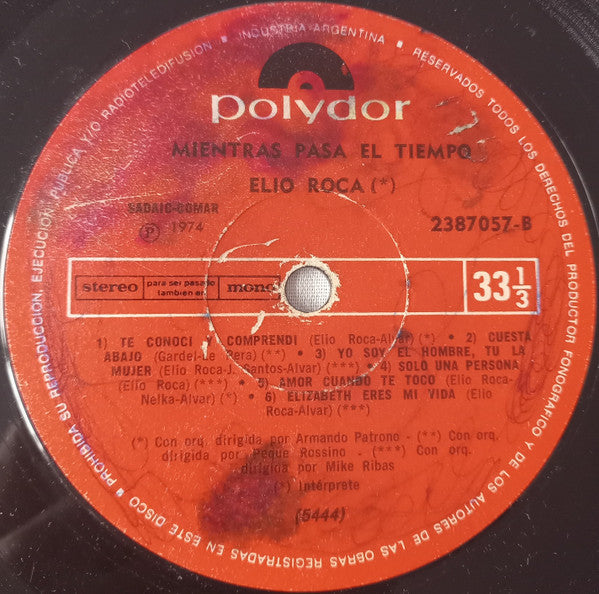 INDUSTRIA ARGENTINA
RESERVADOS TODOS LOS DERECHOS DEL PRODUCTOR FONOGRAFICO Y DE LOS AUTORES DE LAS OBRAS REGISTRADAS EN ESTE DISCO
PROHIBIDA SU REPRODUCCION, EJECUCION PUBLICA Y/O RADIOTELEDIFUSION
polydor
MIENTRAS PASA EL TIEMPO
ELIO ROCA (*)
SADAIC-BOMAR
Ⓟ 1974
2387057-B
stereo
para ser pasado
tambien en
mono
33 1/3
1) TE CONOCI Y COMPRENDI (Elio Roca-Alvar) (*) • 2) CUESTA
ABAJO (Gardel-Le Pera) (**) • 3) YO SOY EL HOMBRE, TU LA
MUJER (Elio Roca-J. Santos-Alvar) (***) • 4) SOLO UNA PERSONA
(Elio Roca) (***) • 5) AMOR CUANDO TE TOCO (Elio Roca-
Nelka-Alvar) (*) • 6) ELIZABETH ERES MI VIDA (Elio
Roca-Alvar) (***)
(*) Con orq. dirigida por Armando Patrono - (**) Con orq.
dirigida por Peque Rossino - (***) Con orq.
dirigida por Mike Ribas
(*) Intérprete
(5444)